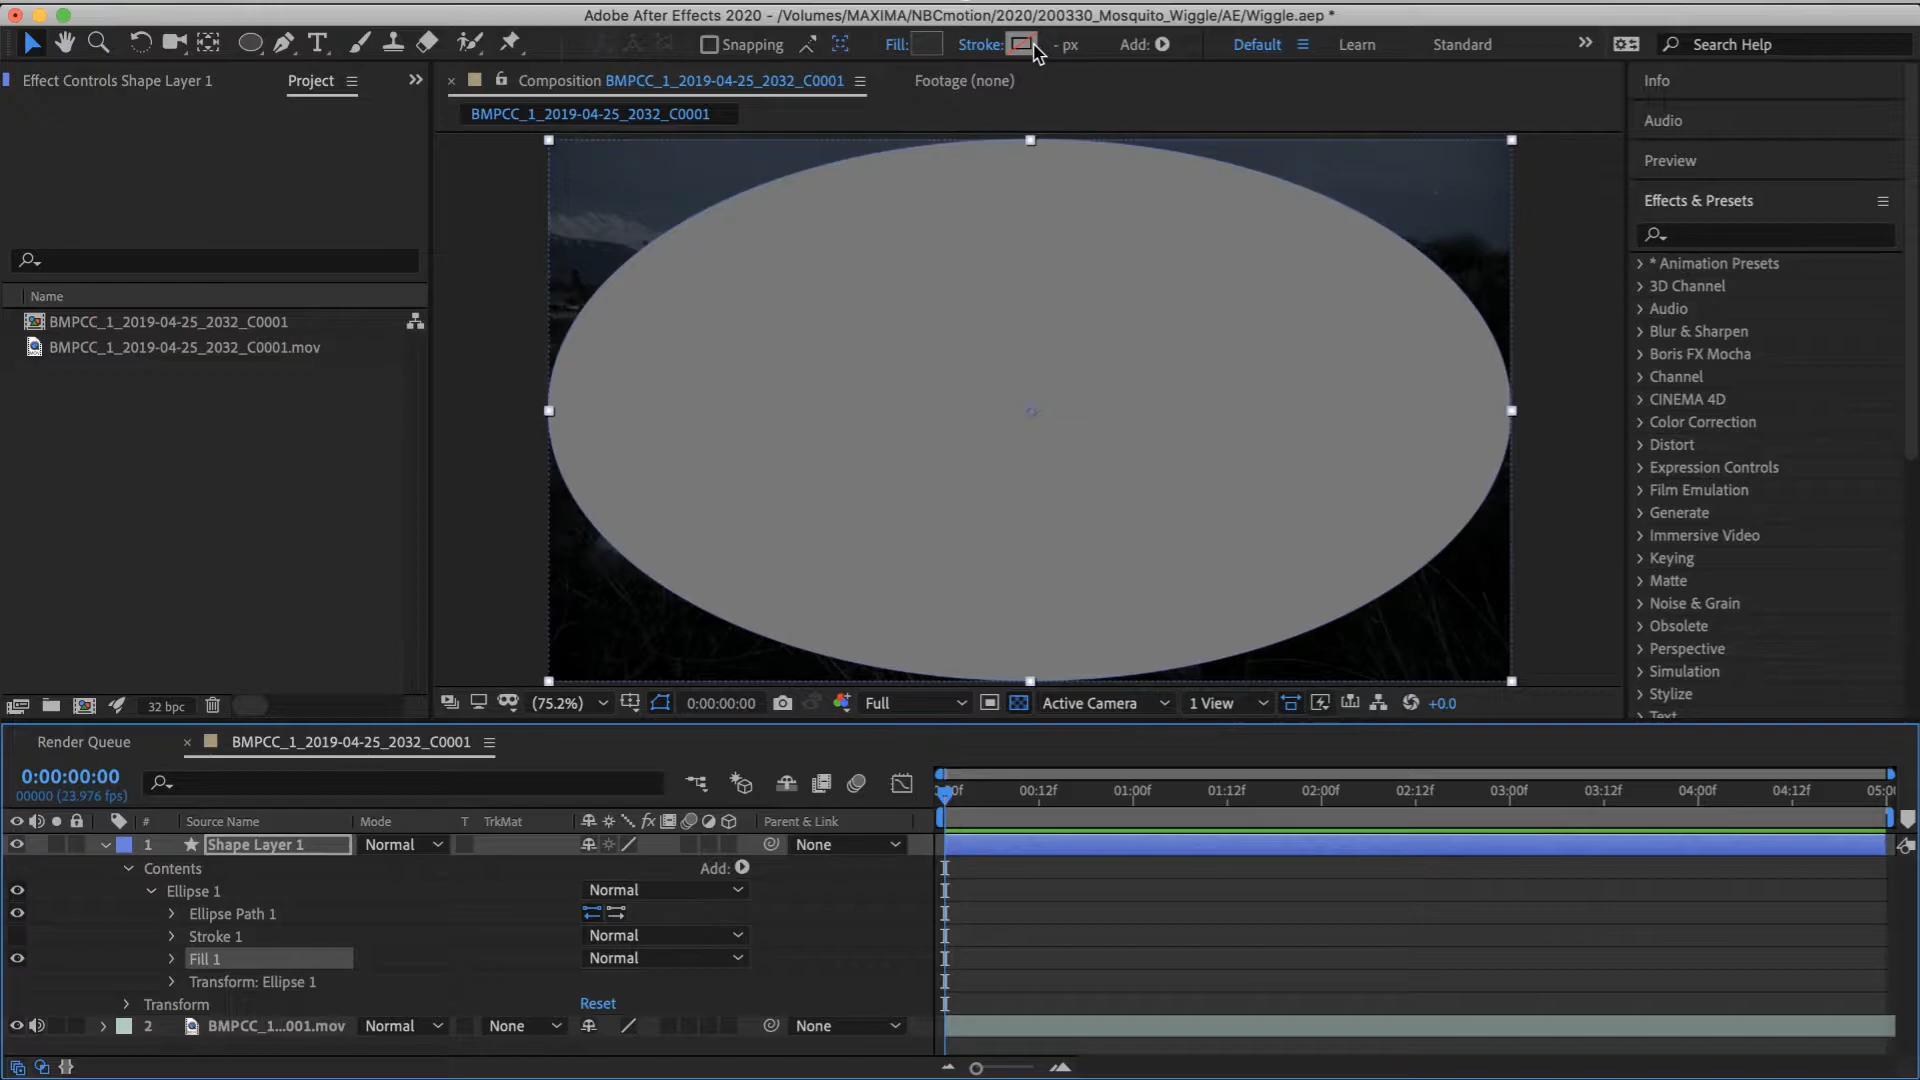 Adobe After Effects 2020 - /Volumes/MAXIMA/NBCmotion/2020/200330_Mosquito_Wiggle/AE/Wiggle.aep *
Snapping Fill: Stroke: - px Add: Default Learn Standard Search Help
Effect Controls Shape Layer 1 Project
Composition BMPCC_1_2019-04-25_2032_C0001 Footage (none)
BMPCC_1_2019-04-25_2032_C0001
Name
BMPCC_1_2019-04-25_2032_C0001
BMPCC_1_2019-04-25_2032_C0001.mov
Info
Audio
Preview
Effects & Presets
* Animation Presets
3D Channel
Audio
Blur & Sharpen
Boris FX Mocha
Channel
CINEMA 4D
Color Correction
Distort
Expression Controls
Film Emulation
Generate
Immersive Video
Keying
Matte
Noise & Grain
Obsolete
Perspective
Simulation
Stylize
Text
32 bpc
(75.2%) 0:00:00:00 Full Active Camera 1 View +0.0
Render Queue BMPCC_1_2019-04-25_2032_C0001
0:00:00:00
00000 (23.976 fps)
00:12f 01:00f 01:12f 02:00f 02:12f 03:00f 03:12f 04:00f 04:12f
# Source Name Mode T TrkMat fx Parent & Link
1 Shape Layer 1 Normal None
Contents Add:
Ellipse 1 Normal
Ellipse Path 1
Stroke 1 Normal
Fill 1 Normal
Transform: Ellipse 1
Transform Reset
2 BMPCC_1...001.mov Normal None None